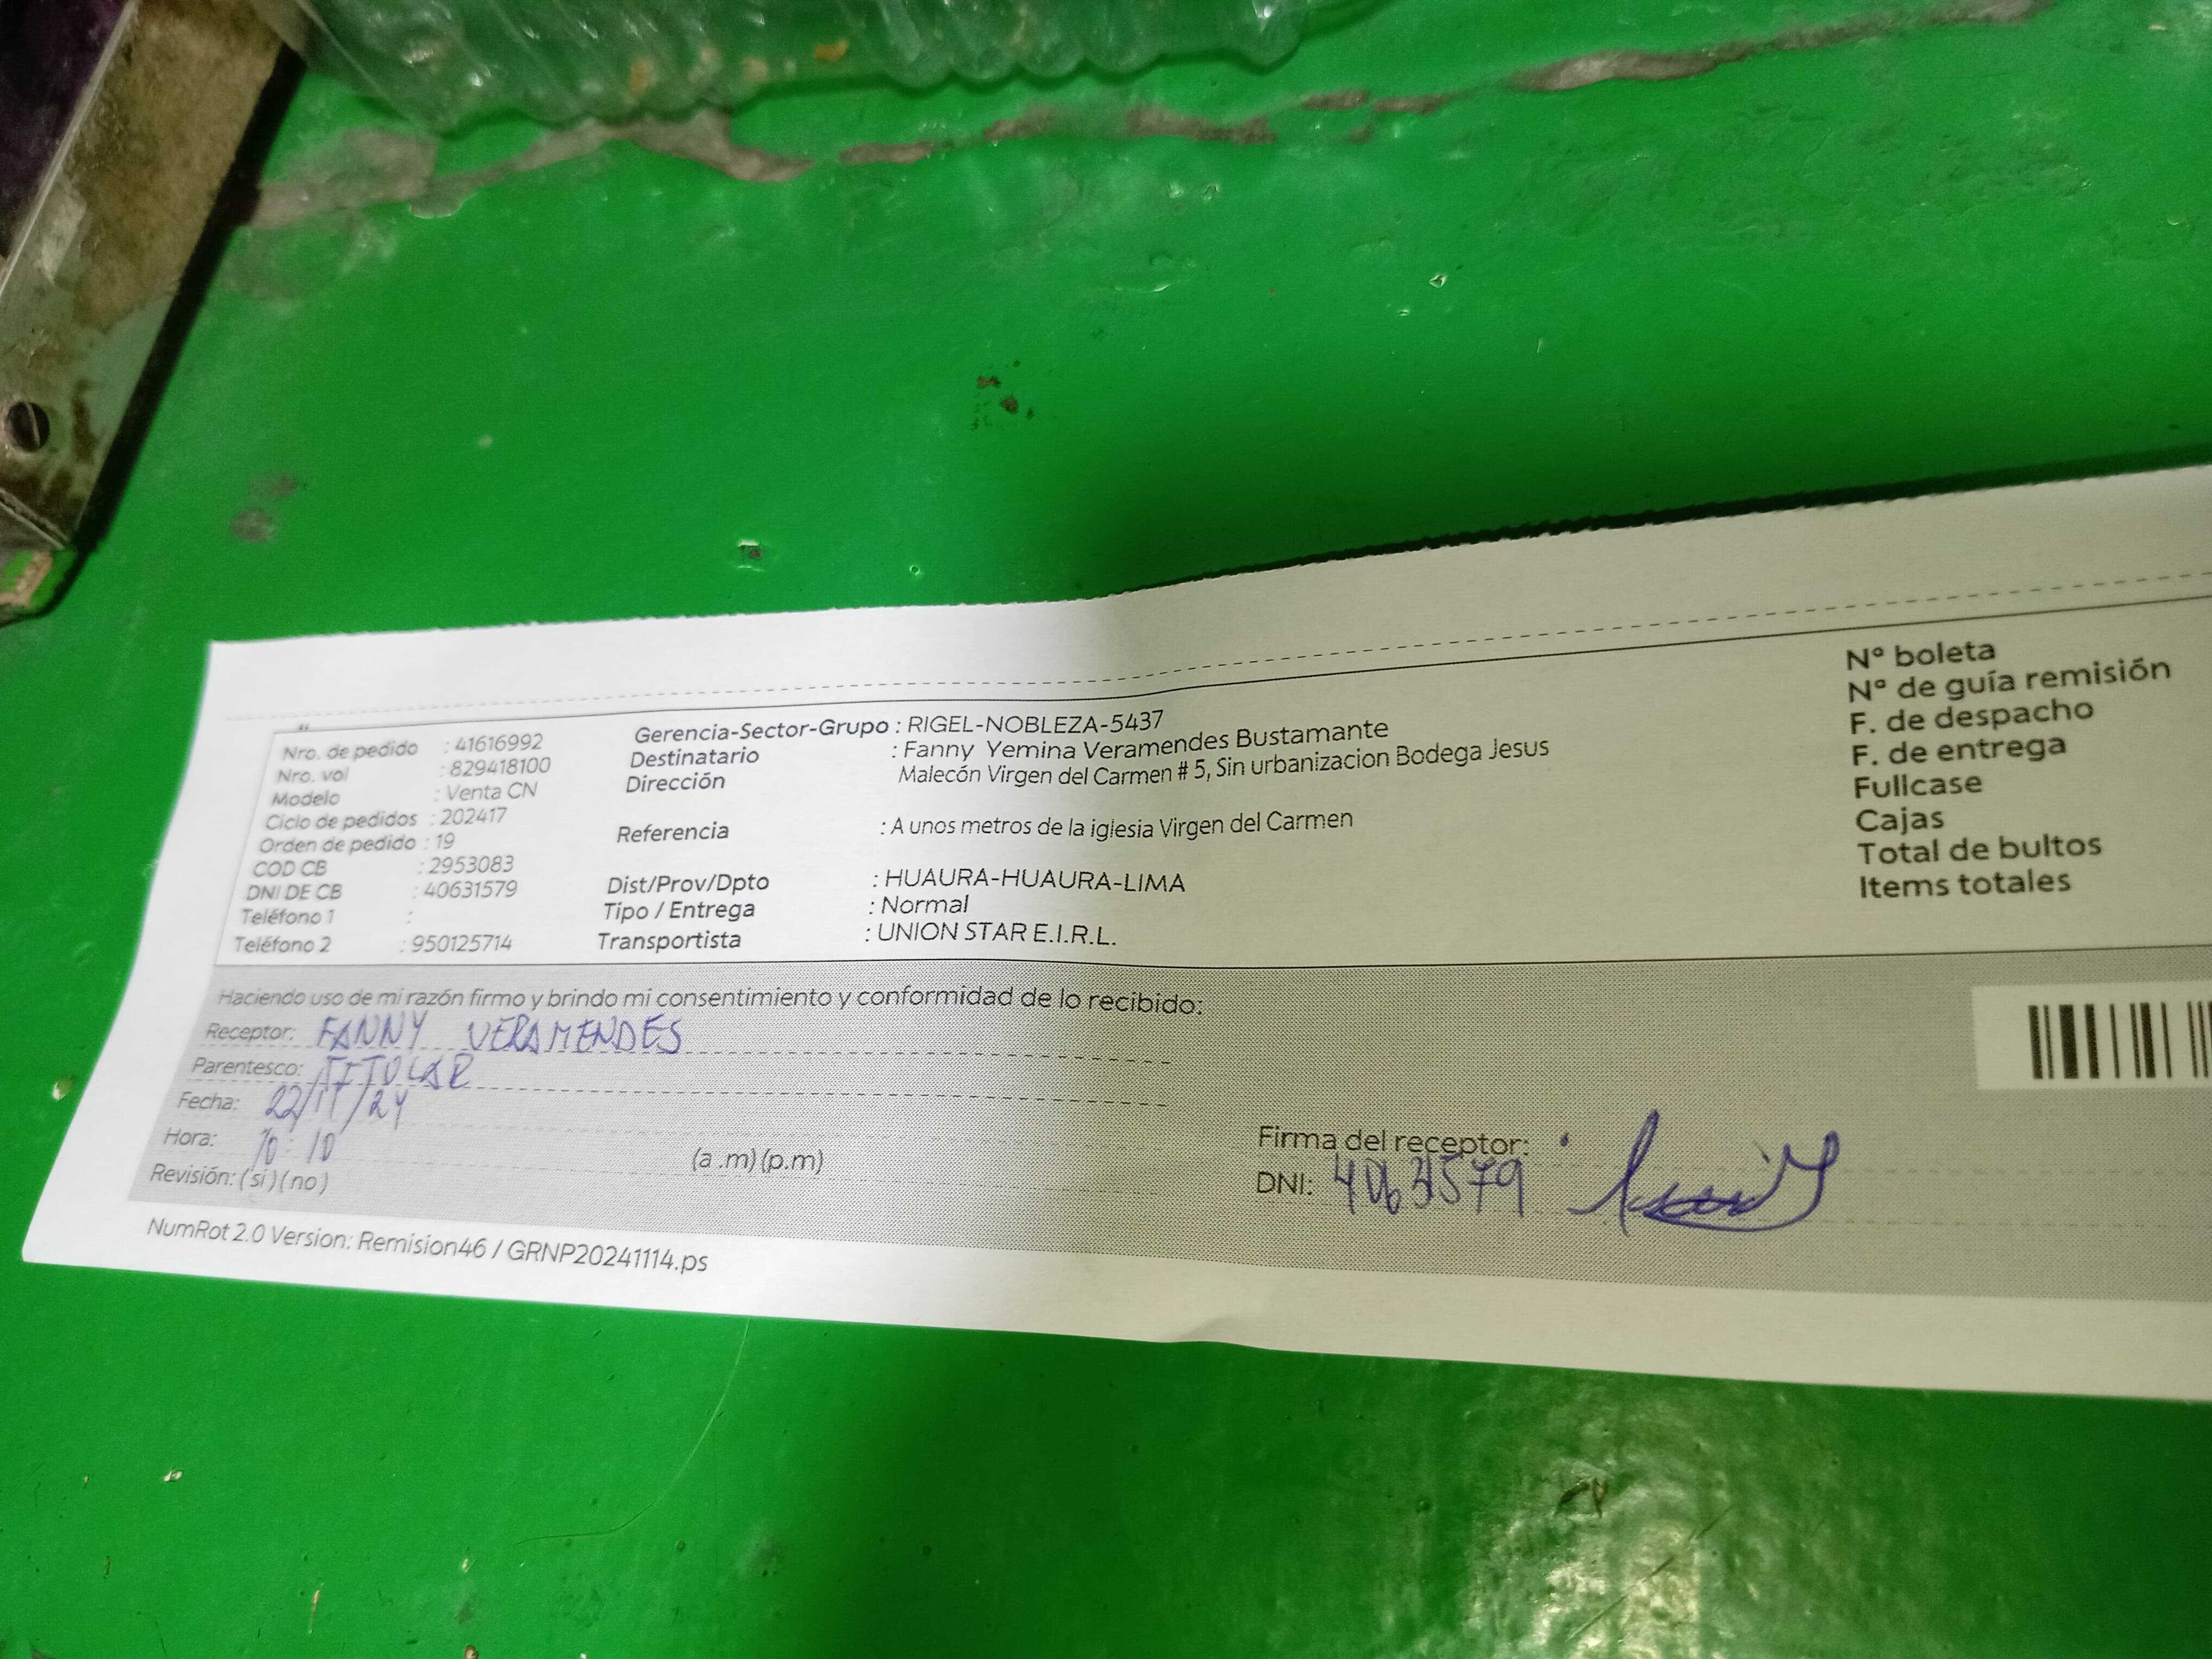 Nro. de pedido : 41616992
Nro. vol : 829418100
Modelo : Venta CN
Ciclo de pedidos : 202417
Orden de pedido : 19
COD CB : 2953083
DNI DE CB : 40631579
Teléfono 1 :
Teléfono 2 : 950125714
Gerencia-Sector-Grupo : RIGEL-NOBLEZA-5437
Destinatario : Fanny Yemina Veramendes Bustamante
Dirección Malecón Virgen del Carmen # 5, Sin urbanizacion Bodega Jesus
Referencia : A unos metros de la iglesia Virgen del Carmen
Dist/Prov/Dpto : HUAURA-HUAURA-LIMA
Tipo / Entrega : Normal
Transportista : UNION STAR E.I.R.L.
N° boleta
N° de guía remisión
F. de despacho
F. de entrega
Fullcase
Cajas
Total de bultos
Items totales
Haciendo uso de mi razón firmo y brindo mi consentimiento y conformidad de lo recibido:
Receptor: FANNY VERAMENDES
Parentesco: TITULAR
Fecha: 22/11/24
Hora: 10:10 (a .m) (p.m)
Revisión: ( si ) ( no )
Firma del receptor:
DNI: 40631579
NumRot 2.0 Version: Remision46 / GRNP20241114.ps